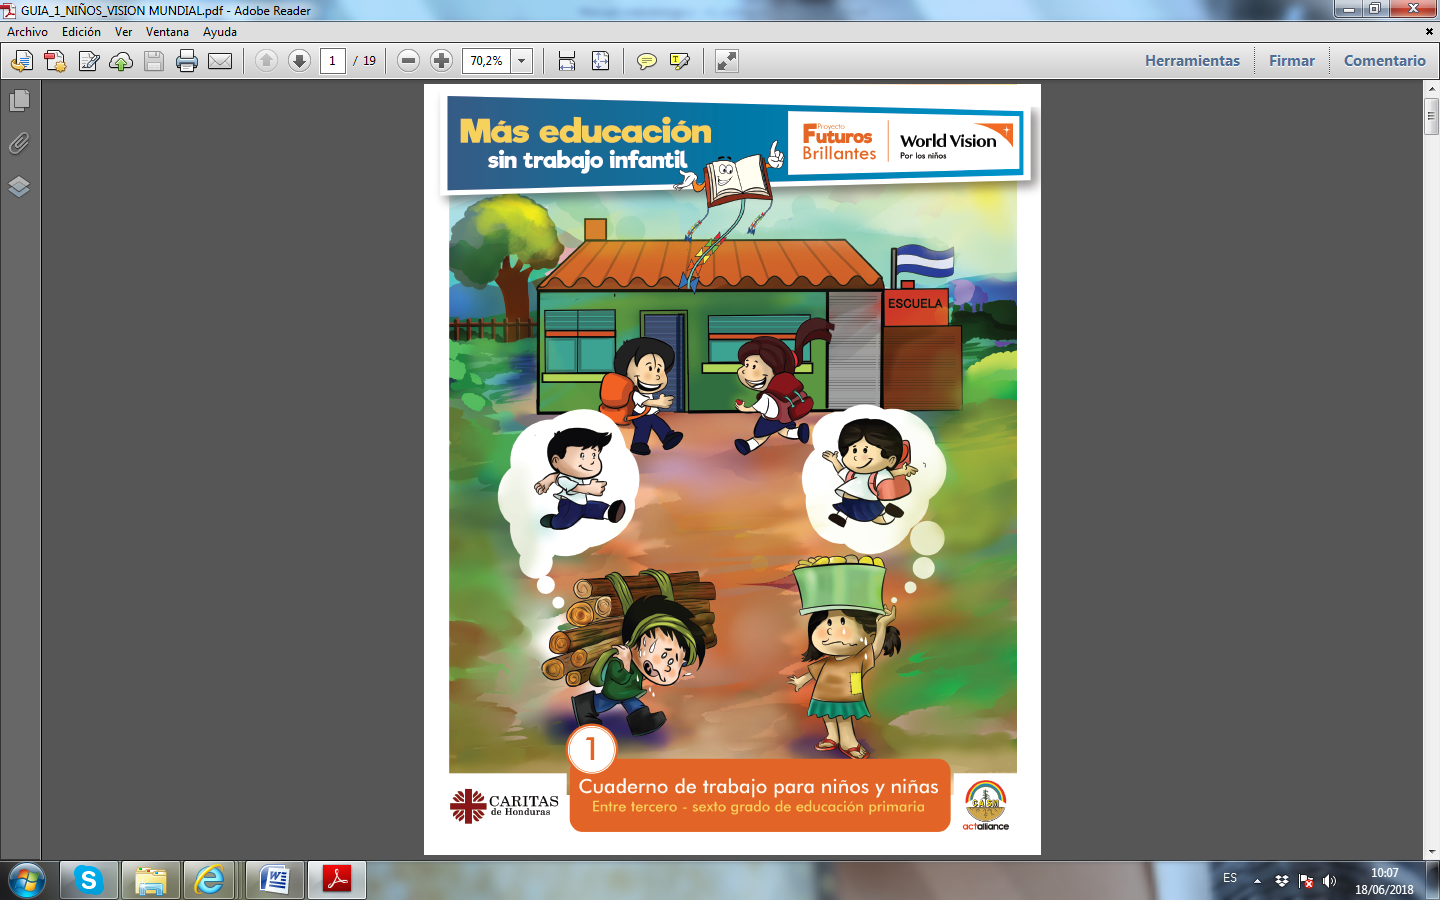 GUIA_1_NIÑOS_VISION MUNDIAL.pdf - Adobe Reader
Archivo Edición Ver Ventana Ayuda
1 / 19 70,2% Herramientas Firmar Comentario
Más educación
sin trabajo infantil
Proyecto
Futuros
Brillantes
World Vision
Por los niños
ESCUELA
1
Cuaderno de trabajo para niños y niñas
Entre tercero - sexto grado de educación primaria
CARITAS
de Honduras
CASM
actalliance
ES
10:07
18/06/2018